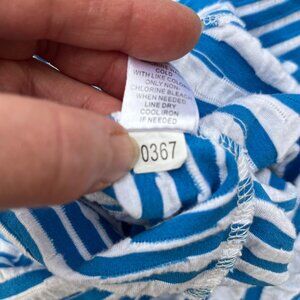 COLD
WITH LIKE COLORS
ONLY NON-
CHLORINE BLEACH
WHEN NEEDED
LINE DRY
COOL IRON
IF NEEDED
0367